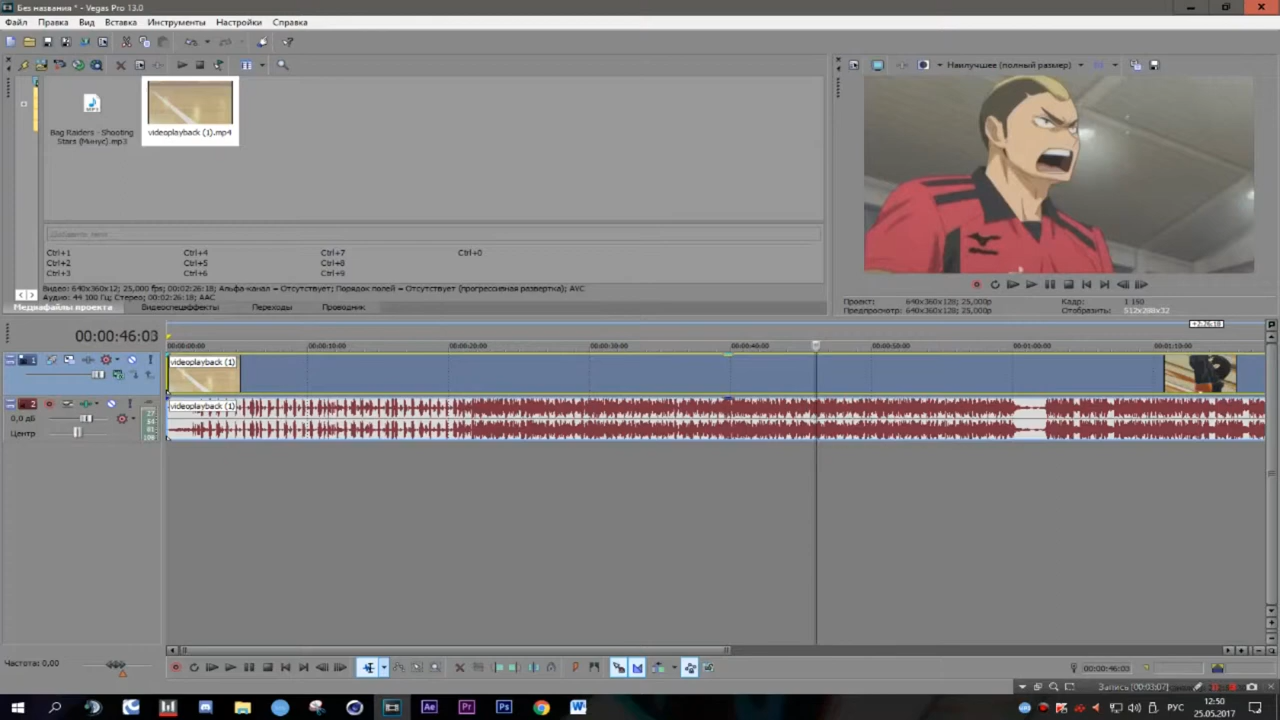 Без названия * - Vegas Pro 13.0
Файл Правка Вид Вставка Инструменты Настройки Справка
Наилучшее (полный размер)
Bag Raiders - Shooting Stars (Минус).mp3
videoplayback (1).mp4
Ctrl+1 Ctrl+4 Ctrl+7 Ctrl+0
Ctrl+2 Ctrl+5 Ctrl+8
Ctrl+3 Ctrl+6 Ctrl+9
Видео: 640x360x12; 25,000 fps; 00:02:26:18; Альфа-канал = Отсутствует; Порядок полей = Отсутствует (прогрессивная развертка); AVC
Аудио: 44 100 Гц; Стерео; 00:02:26:18; AAC
Медиафайлы проекта Видеоспецэффекты Переходы Проводник
Проект: 640x360x128; 25,000p Кадр: 1 150
Предпросмотр: 640x360x128; 25,000p Отобразить: 512x288x32
+2:26:18
00:00:46:03
00:00:00:00 00:00:10:00 00:00:20:00 00:00:30:00 00:00:40:00 00:00:50:00 00:01:00:00 00:01:10:00
1
videoplayback (1)
2
videoplayback (1)
0,0 дБ
Центр
Частота: 0,00
00:00:46:03
Запись [00:03:07]
РУС
12:50
25.05.2017